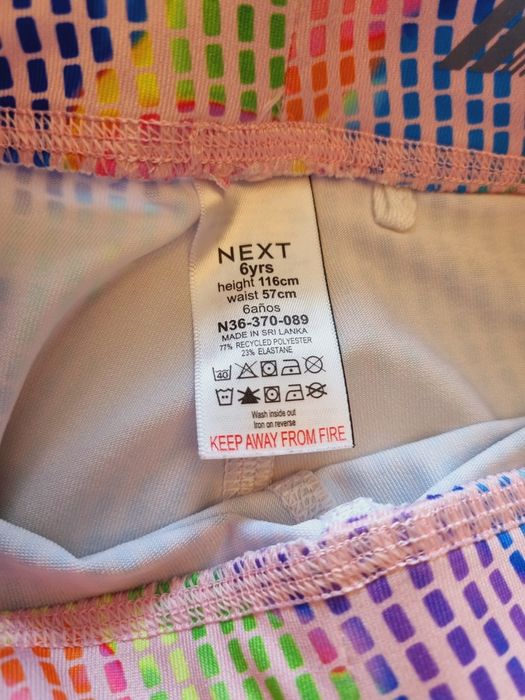 NEXT
6yrs
height 116cm
waist 57cm
6años
N36-370-089
MADE IN SRI LANKA
77% RECYCLED POLYESTER
23% ELASTANE
40
Wash inside out
Iron on reverse
KEEP AWAY FROM FIRE